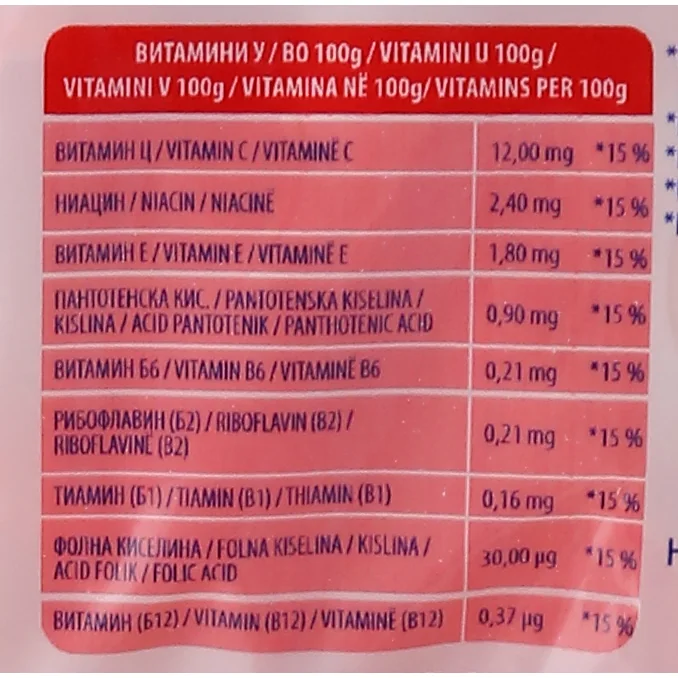 ВИТАМИНИ У / ВО 100g / VITAMINI U 100g /
VITAMINI V 100g / VITAMINA NË 100g/ VITAMINS PER 100g
ВИТАМИН Ц / VITAMIN C / VITAMINË C 12,00 mg *15 %
НИАЦИН / NIACIN / NIACINË 2,40 mg *15 %
ВИТАМИН Е / VITAMIN E / VITAMINË E 1,80 mg *15 %
ПАНТОТЕНСКА КИС. / PANTOTENSKA KISELINA /
KISLINA / ACID PANTOTENIK / PANTHOTENIC ACID 0,90 mg *15 %
ВИТАМИН Б6 / VITAMIN B6 / VITAMINË B6 0,21 mg *15 %
РИБОФЛАВИН (Б2) / RIBOFLAVIN (B2) /
RIBOFLAVINË (B2) 0,21 mg *15 %
ТИАМИН (Б1) / TIAMIN (B1) / THIAMIN (B1) 0,16 mg *15 %
ФОЛНА КИСЕЛИНА / FOLNA KISELINA / KISLINA /
ACID FOLIK / FOLIC ACID 30,00 µg *15 %
ВИТАМИН (Б12) / VITAMIN (B12) / VITAMINË (B12) 0,37 µg *15 %